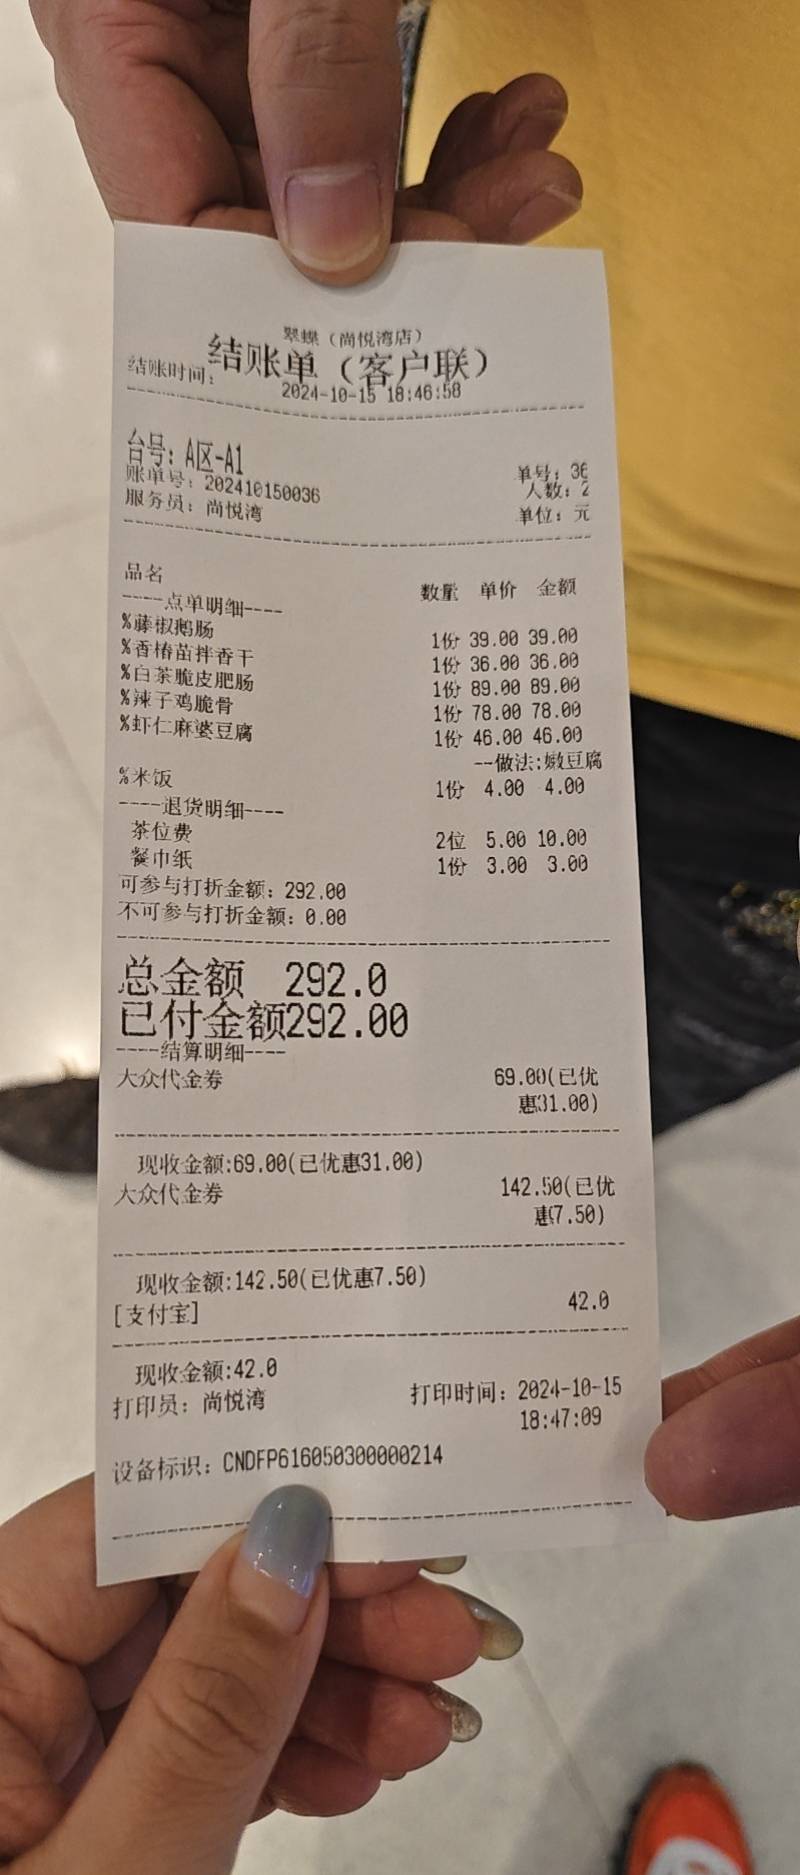 翠蝶（尚悦湾店）
结账单（客户联）
结账时间：2024-10-15 18:46:58
台号：A区-A1
账单号：202410150036 单号：36
服务员：尚悦湾 人数：2
单位：元
品名 数量 单价 金额
----点单明细----
%藤椒鹅肠 1份 39.00 39.00
%香椿苗拌香干 1份 36.00 36.00
%白茶脆皮肥肠 1份 89.00 89.00
%辣子鸡脆骨 1份 78.00 78.00
%虾仁麻婆豆腐 1份 46.00 46.00
--做法:嫩豆腐
%米饭 1份 4.00 4.00
----退货明细----
茶位费 2位 5.00 10.00
餐巾纸 1份 3.00 3.00
可参与打折金额：292.00
不可参与打折金额：0.00
总金额 292.0
已付金额292.00
----结算明细----
大众代金券 69.00(已优
惠31.00)
现收金额:69.00(已优惠31.00)
大众代金券 142.50(已优
惠7.50)
现收金额:142.50(已优惠7.50)
[支付宝] 42.0
现收金额:42.0
打印员：尚悦湾 打印时间：2024-10-15
18:47:09
设备标识：CNDFP616050300000214